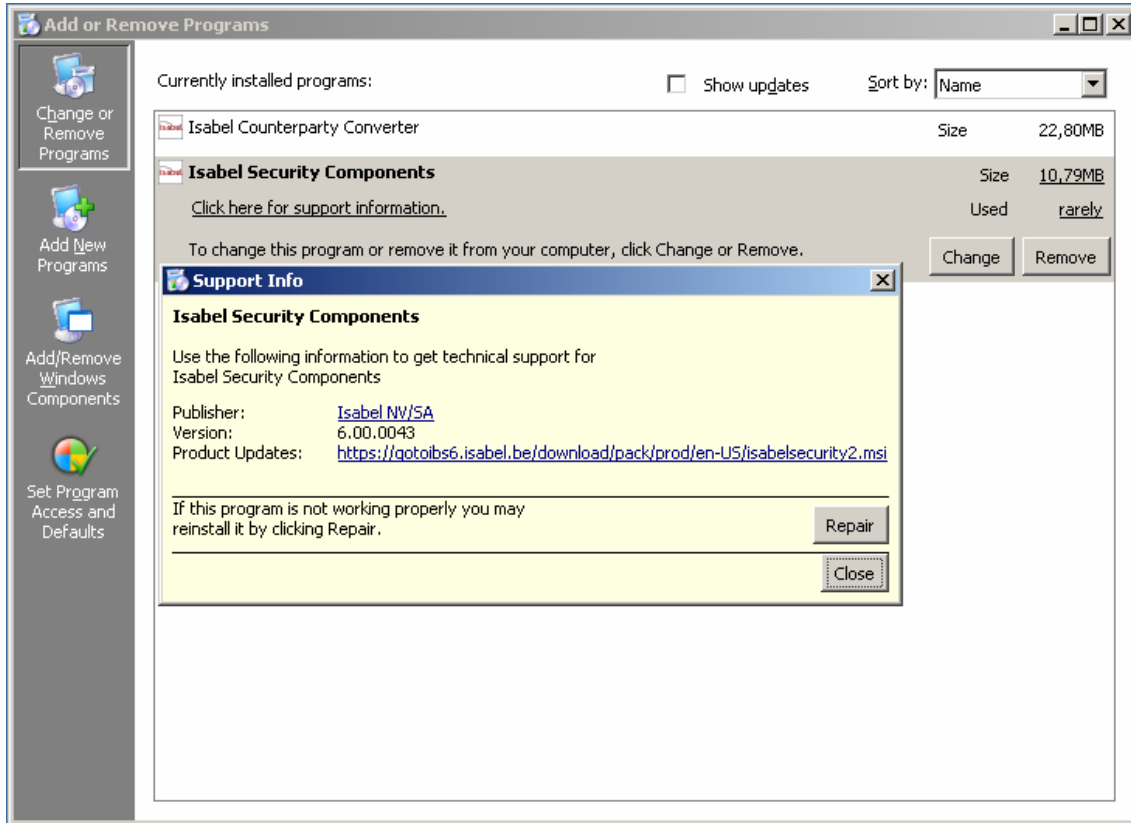 Add or Remove Programs
Change or
Remove
Programs
Add New
Programs
Add/Remove
Windows
Components
Set Program
Access and
Defaults
Currently installed programs:
Show updates
Sort by: Name
Isabel Counterparty Converter Size 22,80MB
Isabel Security Components Size 10,79MB
Click here for support information. Used rarely
To change this program or remove it from your computer, click Change or Remove. Change Remove
Support Info
Isabel Security Components
Use the following information to get technical support for
Isabel Security Components
Publisher: Isabel NV/SA
Version: 6.00.0043
Product Updates: https://gotoibs6.isabel.be/download/pack/prod/en-US/isabelsecurity2.msi
If this program is not working properly you may
reinstall it by clicking Repair.
Repair
Close